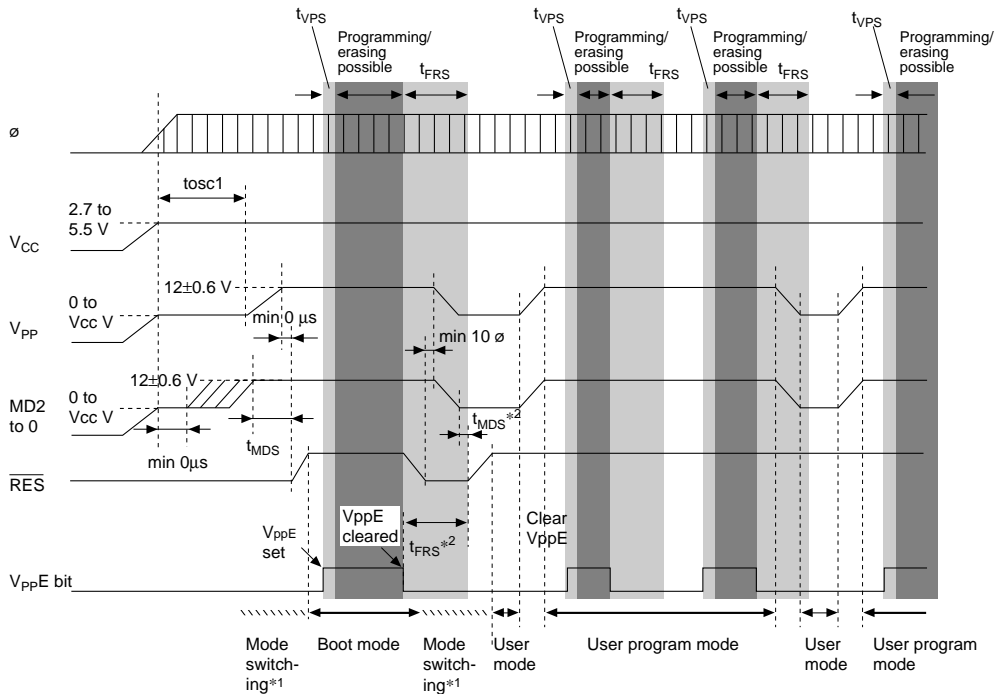 tVPS
Programming/
erasing
possible
tFRS
tVPS
Programming/
erasing
possible
tFRS
tVPS
Programming/
erasing
possible
tFRS
tVPS
Programming/
erasing
possible
ø
tosc1
2.7 to
5.5 V
VCC
12±0.6 V
0 to
Vcc V
VPP
min 0 µs
min 10 ø
12±0.6 V
0 to
Vcc V
MD2
to 0
tMDS
tMDS*2
min 0µs
RES
VppE
set
VppE
cleared
tFRS*2
Clear
VppE
VPPE bit
Mode
switch-
ing*1
Boot mode
Mode
switch-
ing*1
User
mode
User program mode
User
mode
User program
mode